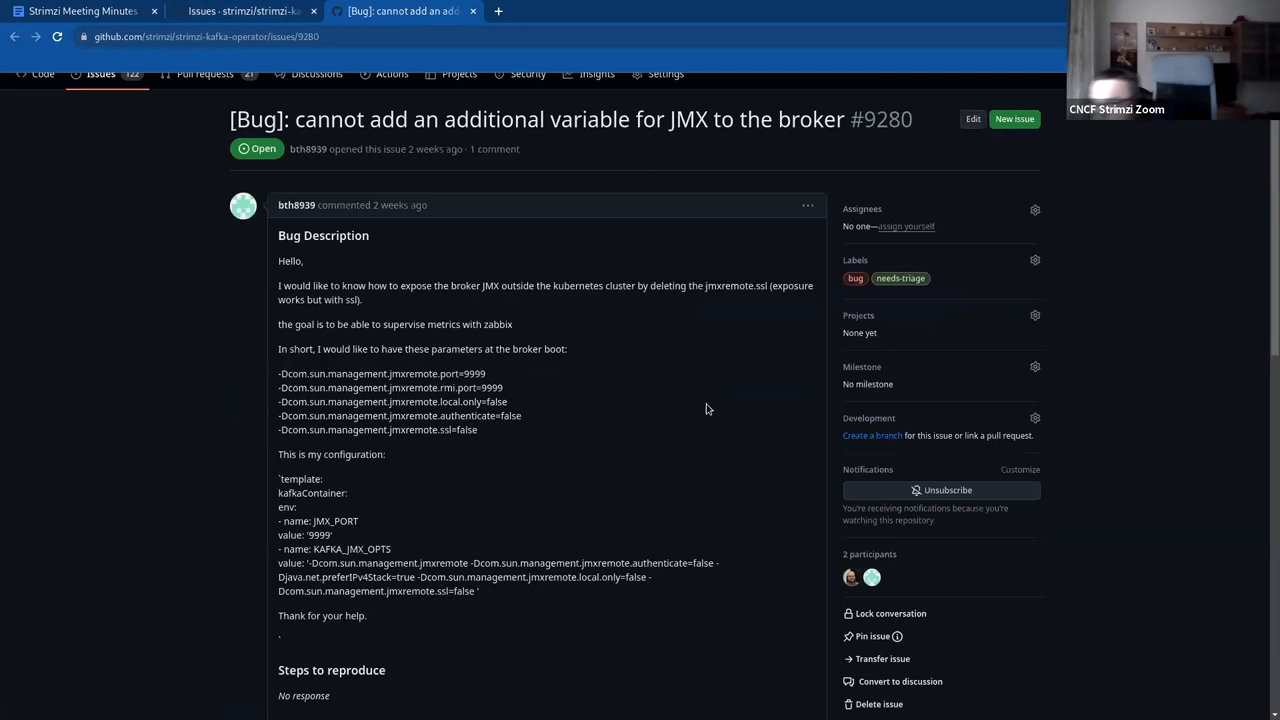 Strimzi Meeting Minutes
Issues · strimzi/strimzi-ka
[Bug]: cannot add an add
github.com/strimzi/strimzi-kafka-operator/issues/9280
Code
Issues 122
Pull requests 21
Discussions
Actions
Projects
Security
Insights
Settings
CNCF Strimzi Zoom
[Bug]: cannot add an additional variable for JMX to the broker #9280
Edit
New issue
Open
bth8939 opened this issue 2 weeks ago · 1 comment
bth8939 commented 2 weeks ago
Bug Description
Hello,
I would like to know how to expose the broker JMX outside the kubernetes cluster by deleting the jmxremote.ssl (exposure
works but with ssl).
the goal is to be able to supervise metrics with zabbix
In short, I would like to have these parameters at the broker boot:
-Dcom.sun.management.jmxremote.port=9999
-Dcom.sun.management.jmxremote.rmi.port=9999
-Dcom.sun.management.jmxremote.local.only=false
-Dcom.sun.management.jmxremote.authenticate=false
-Dcom.sun.management.jmxremote.ssl=false
This is my configuration:
`template:
kafkaContainer:
env:
- name: JMX_PORT
value: '9999'
- name: KAFKA_JMX_OPTS
value: '-Dcom.sun.management.jmxremote -Dcom.sun.management.jmxremote.authenticate=false -
Djava.net.preferIPv4Stack=true -Dcom.sun.management.jmxremote.local.only=false -
Dcom.sun.management.jmxremote.ssl=false '
Thank for your help.
`
Steps to reproduce
No response
Assignees
No one—assign yourself
Labels
bug
needs-triage
Projects
None yet
Milestone
No milestone
Development
Create a branch for this issue or link a pull request.
Notifications
Customize
Unsubscribe
You're receiving notifications because you're
watching this repository.
2 participants
Lock conversation
Pin issue
Transfer issue
Convert to discussion
Delete issue